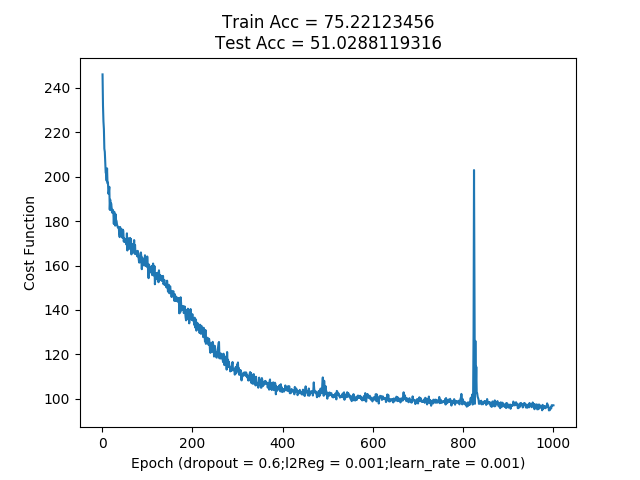 Train Acc = 75.22123456
Test Acc = 51.0288119316
240
220
200
180
160
140
120
100
Cost Function
0 200 400 600 800 1000
Epoch (dropout = 0.6;l2Reg = 0.001;learn_rate = 0.001)